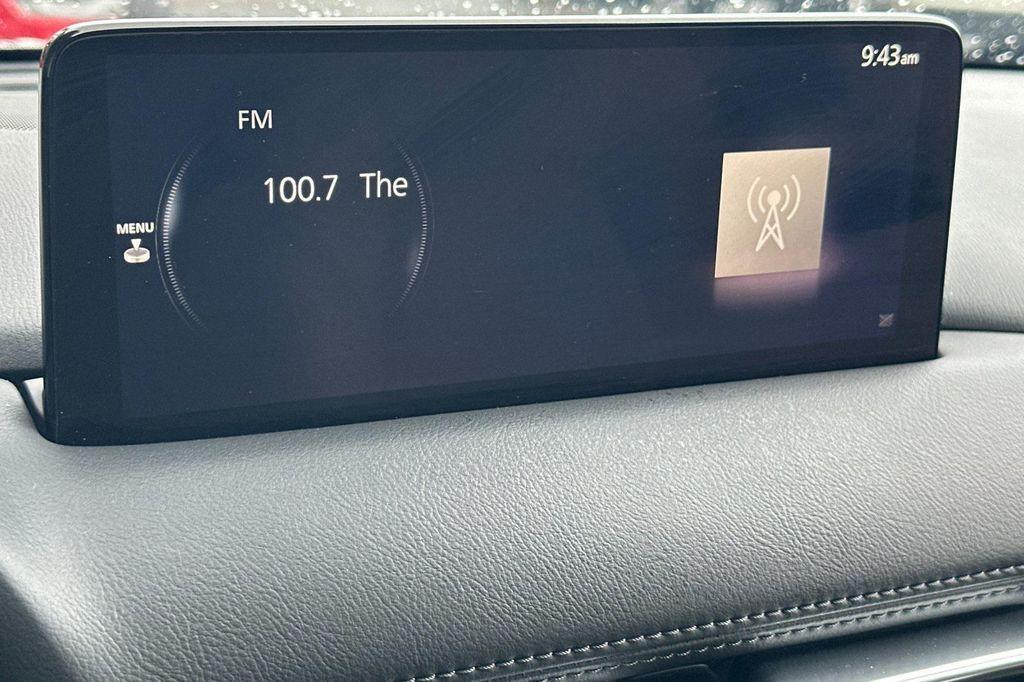 9:43am
FM
100.7 The
MENU